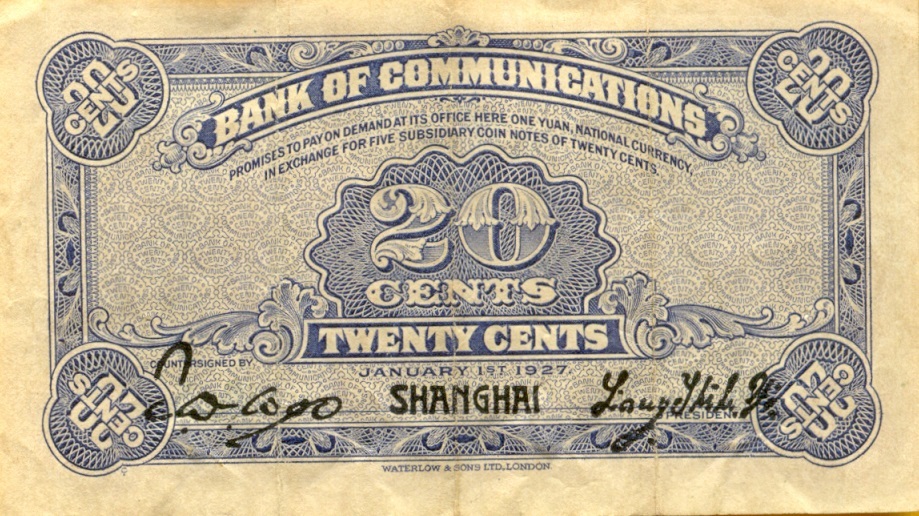 20 CENTS
20 CENTS
BANK OF COMMUNICATIONS
PROMISES TO PAY ON DEMAND AT ITS OFFICE HERE ONE YUAN, NATIONAL CURRENCY,
IN EXCHANGE FOR FIVE SUBSIDIARY COIN NOTES OF TWENTY CENTS.
20
CENTS
TWENTY CENTS
COUNTERSIGNED BY
JANUARY 1ST 1927.
SHANGHAI
PRESIDENT
20 CENTS
20 CENTS
WATERLOW & SONS LTD, LONDON.